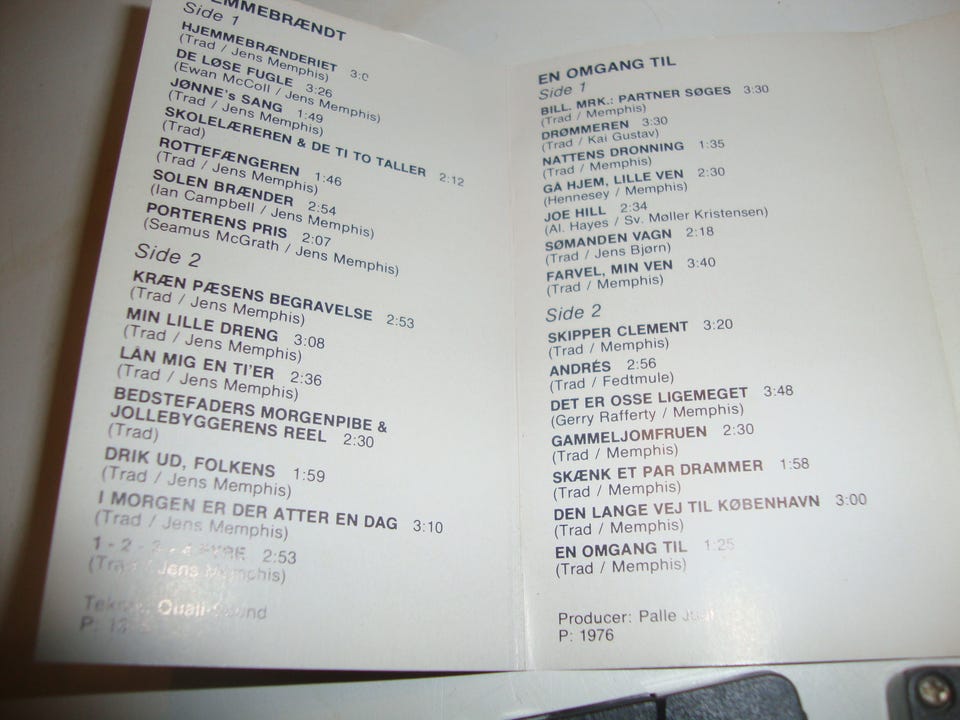 EMMEBRÆNDT
Side 1
HJEMMEBRÆNDERIET
(Trad / Jens Memphis)
DE LØSE FUGLE 3:26
(Ewan McColl / Jens Memphis)
JØNNE's SANG 1:49
(Trad / Jens Memphis)
SKOLELÆREREN & DE TI TO TALLER 2:12
(Trad)
ROTTEFÆNGEREN 1:46
(Trad / Jens Memphis)
SOLEN BRÆNDER 2:54
(Ian Campbell / Jens Memphis)
PORTERENS PRIS 2:07
(Seamus McGrath / Jens Memphis)
Side 2
KRÆN PÆSENS BEGRAVELSE 2:53
(Trad / Jens Memphis)
MIN LILLE DRENG 3:08
(Trad / Jens Memphis)
LÅN MIG EN TI'ER 2:36
(Trad / Jens Memphis)
BEDSTEFADERS MORGENPIBE &
JOLLEBYGGERENS REEL 2:30
(Trad)
DRIK UD, FOLKENS 1:59
(Trad / Jens Memphis)
I MORGEN ER DER ATTER EN DAG 3:10
(Trad / Jens Memphis)
1 - 2 - 3 - 2:53
(Trad / Jens Memphis)
P:
EN OMGANG TIL
Side 1
BILL. MRK.: PARTNER SØGES 3:30
(Trad / Memphis)
DRØMMEREN 3:30
(Trad / Kai Gustav)
NATTENS DRONNING 1:35
(Trad / Memphis)
GÅ HJEM, LILLE VEN 2:30
(Hennesey / Memphis)
JOE HILL 2:34
(Al. Hayes / Sv. Møller Kristensen)
SØMANDEN VAGN 2:18
(Trad / Jens Bjørn)
FARVEL, MIN VEN 3:40
(Trad / Memphis)
Side 2
SKIPPER CLEMENT 3:20
(Trad / Memphis)
ANDRÉS 2:56
(Trad / Fedtmule)
DET ER OSSE LIGEMEGET 3:48
(Gerry Rafferty / Memphis)
GAMMELJOMFRUEN 2:30
(Trad / Memphis)
SKÆNK ET PAR DRAMMER 1:58
(Trad / Memphis)
DEN LANGE VEJ TIL KØBENHAVN 3:00
(Trad / Memphis)
EN OMGANG TIL 1:25
(Trad / Memphis)
Producer: Palle
P: 1976